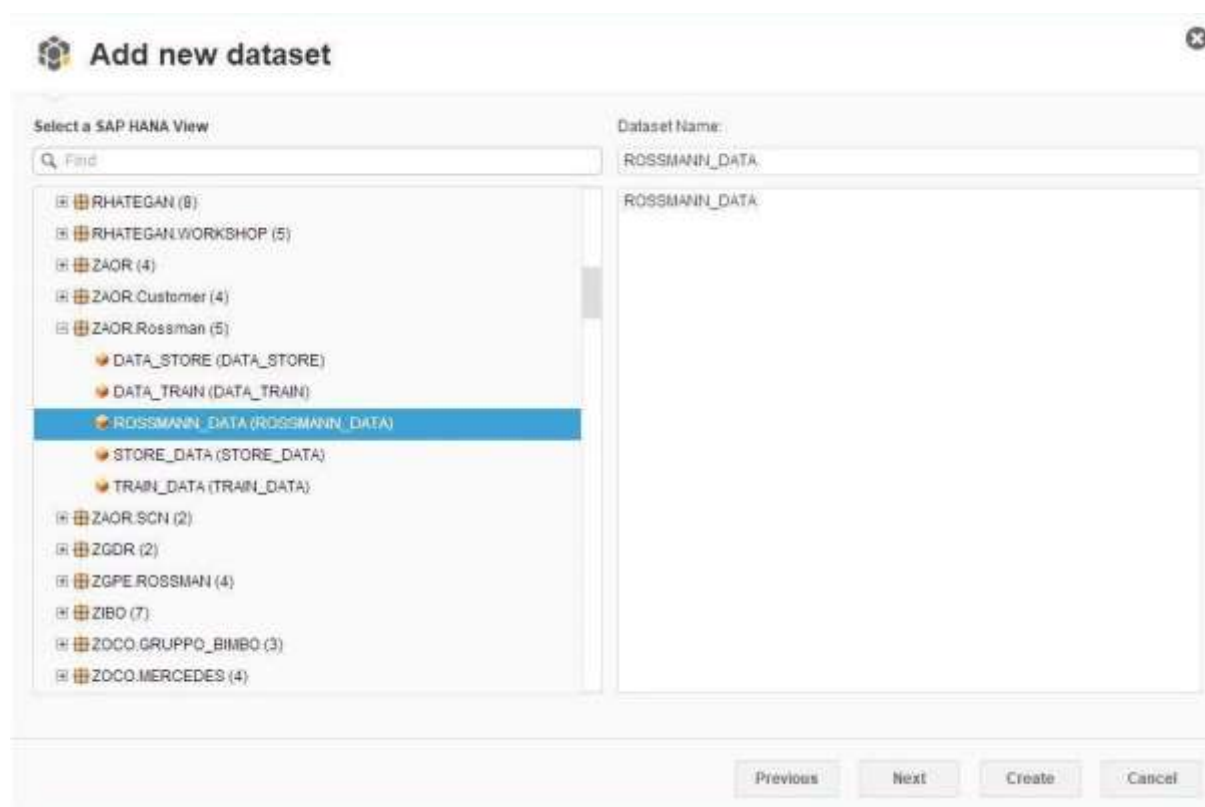 Add new dataset
Select a SAP HANA View
Find
RHATEGAN (8)
RHATEGAN.WORKSHOP (5)
ZAOR (4)
ZAOR.Customer (4)
ZAOR.Rossman (5)
DATA_STORE (DATA_STORE)
DATA_TRAIN (DATA_TRAIN)
ROSSMANN_DATA (ROSSMANN_DATA)
STORE_DATA (STORE_DATA)
TRAIN_DATA (TRAIN_DATA)
ZAOR.SCN (2)
ZGDR (2)
ZGPE.ROSSMAN (4)
ZIBO (7)
ZOCO.GRUPPO_BIMBO (3)
ZOCO.MERCEDES (4)
Dataset Name:
ROSSMANN_DATA
ROSSMANN_DATA
Previous Next Create Cancel